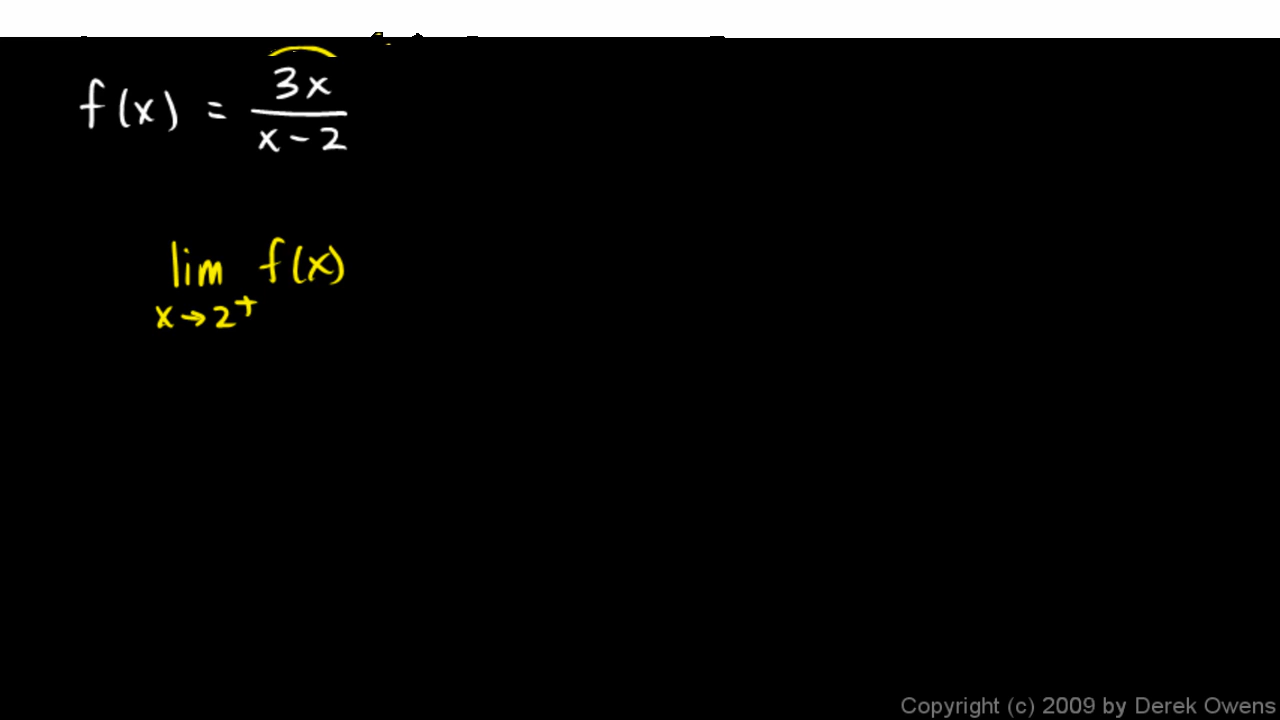 f(x) = 3x / x - 2
lim f(x)
x → 2⁺
Copyright (c) 2009 by Derek Owens